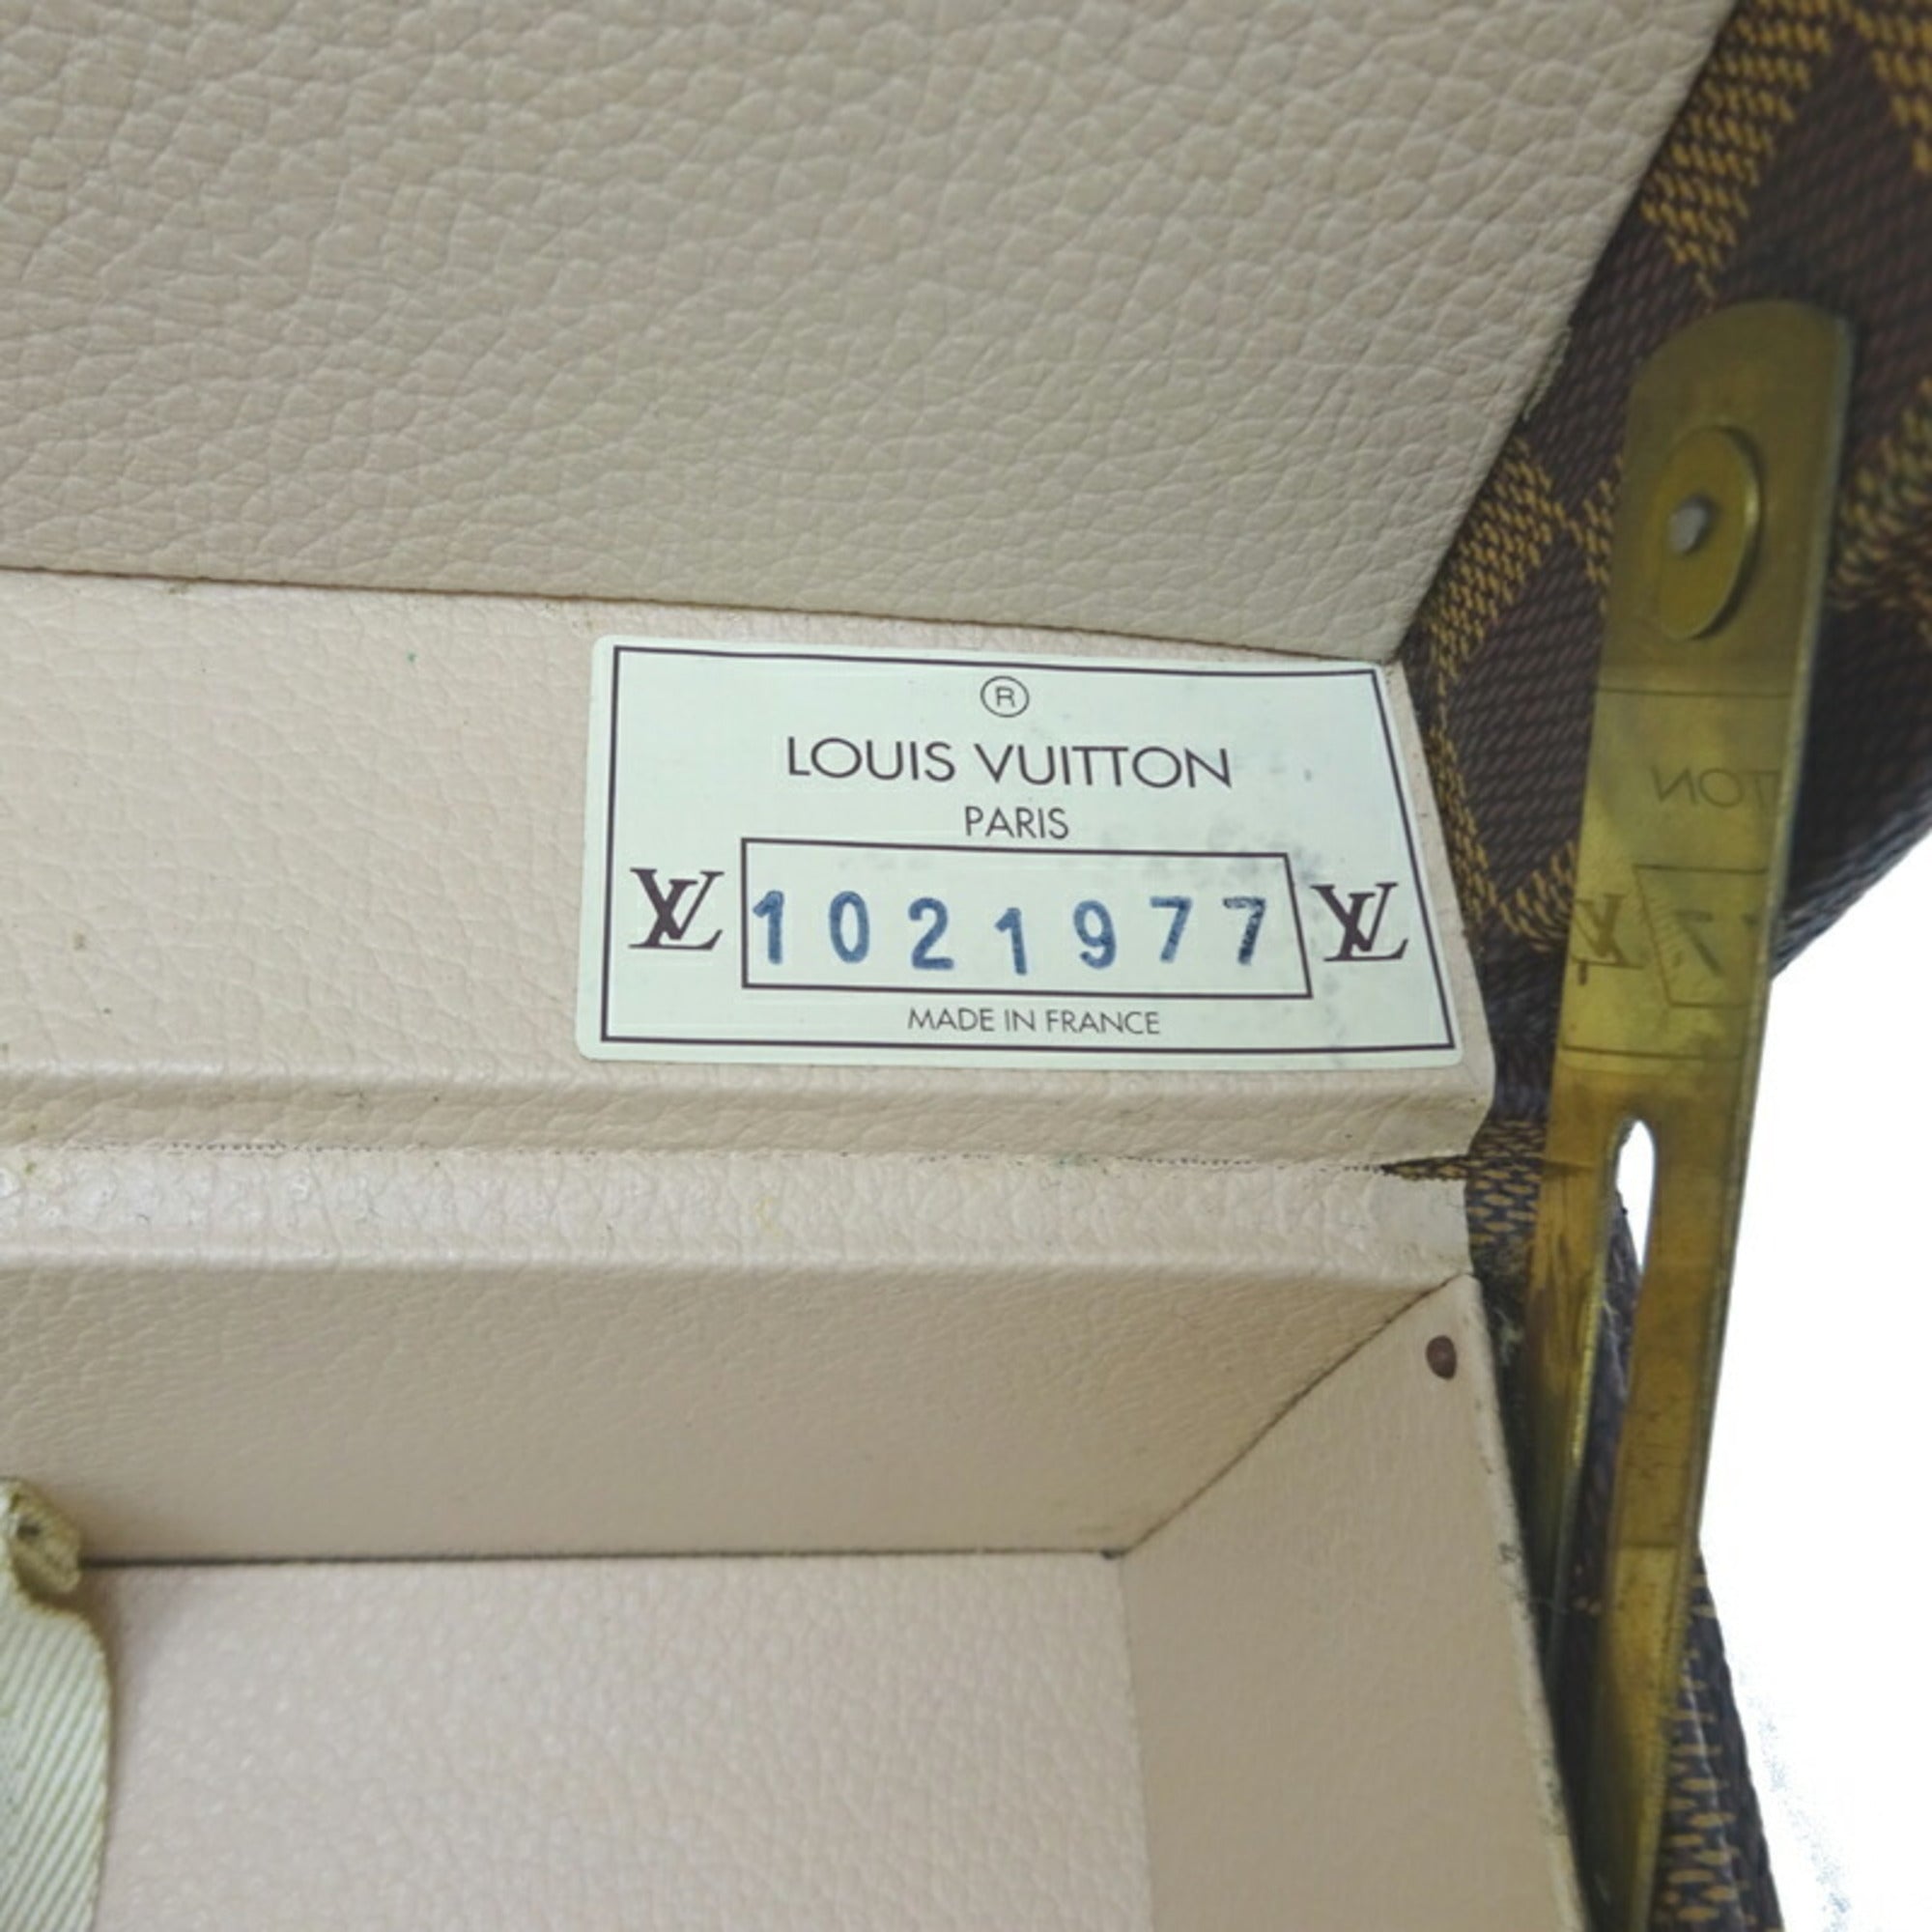 ®
LOUIS VUITTON
PARIS
LV 1021977 LV
MADE IN FRANCE